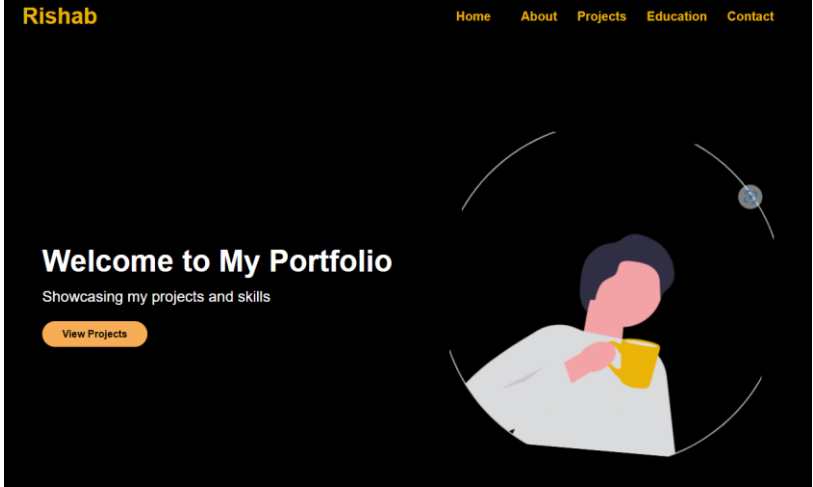 Rishab
Home About Projects Education Contact
Welcome to My Portfolio
Showcasing my projects and skills
View Projects